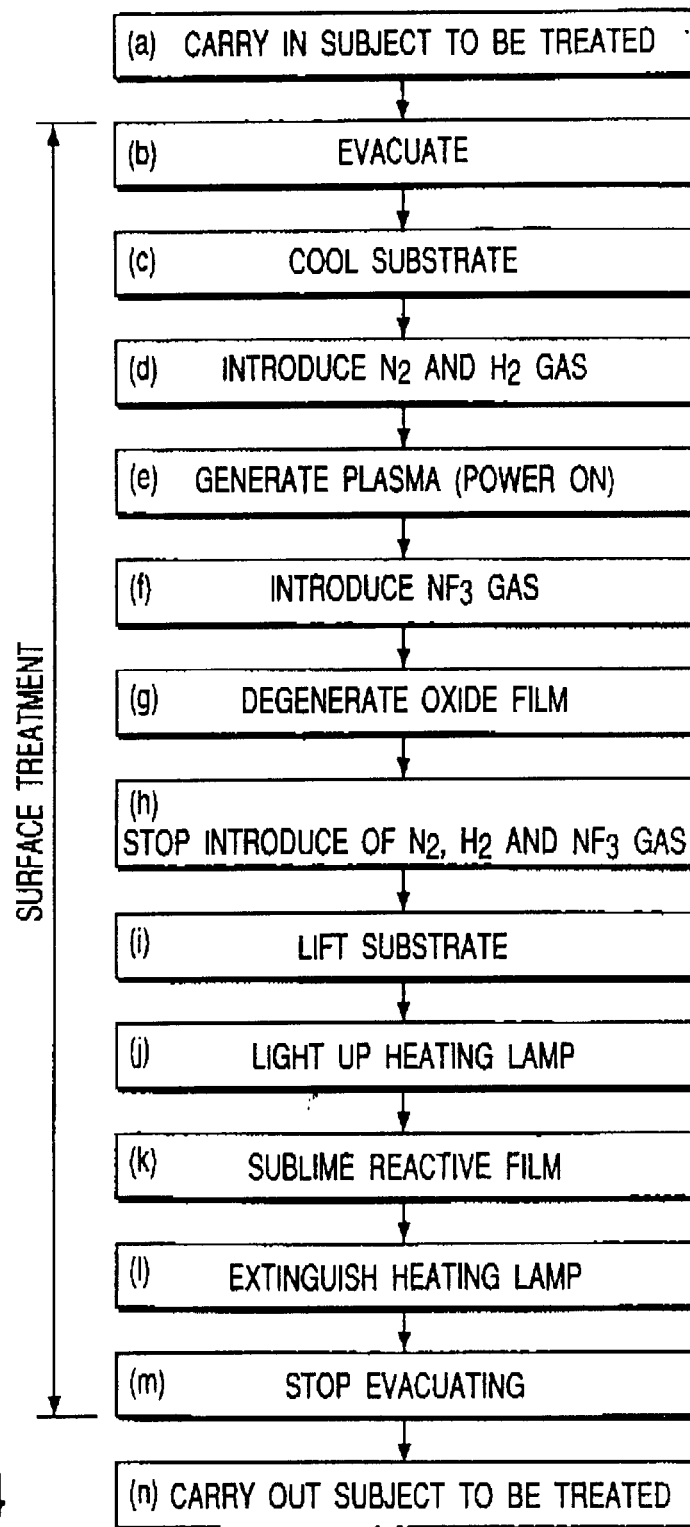 (a) CARRY IN SUBJECT TO BE TREATED
(b) EVACUATE
(c) COOL SUBSTRATE
(d) INTRODUCE N2 AND H2 GAS
(e) GENERATE PLASMA (POWER ON)
(f) INTRODUCE NF3 GAS
(g) DEGENERATE OXIDE FILM
(h)
STOP INTRODUCE OF N2, H2 AND NF3 GAS
(i) LIFT SUBSTRATE
(j) LIGHT UP HEATING LAMP
(k) SUBLIME REACTIVE FILM
(l) EXTINGUISH HEATING LAMP
(m) STOP EVACUATING
(n) CARRY OUT SUBJECT TO BE TREATED
SURFACE TREATMENT